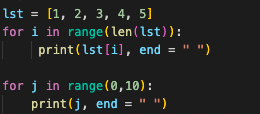 lst = [1, 2, 3, 4, 5]
for i in range(len(lst)):
     print(lst[i], end = " ")

for j in range(0,10):
    print(j, end = " ")